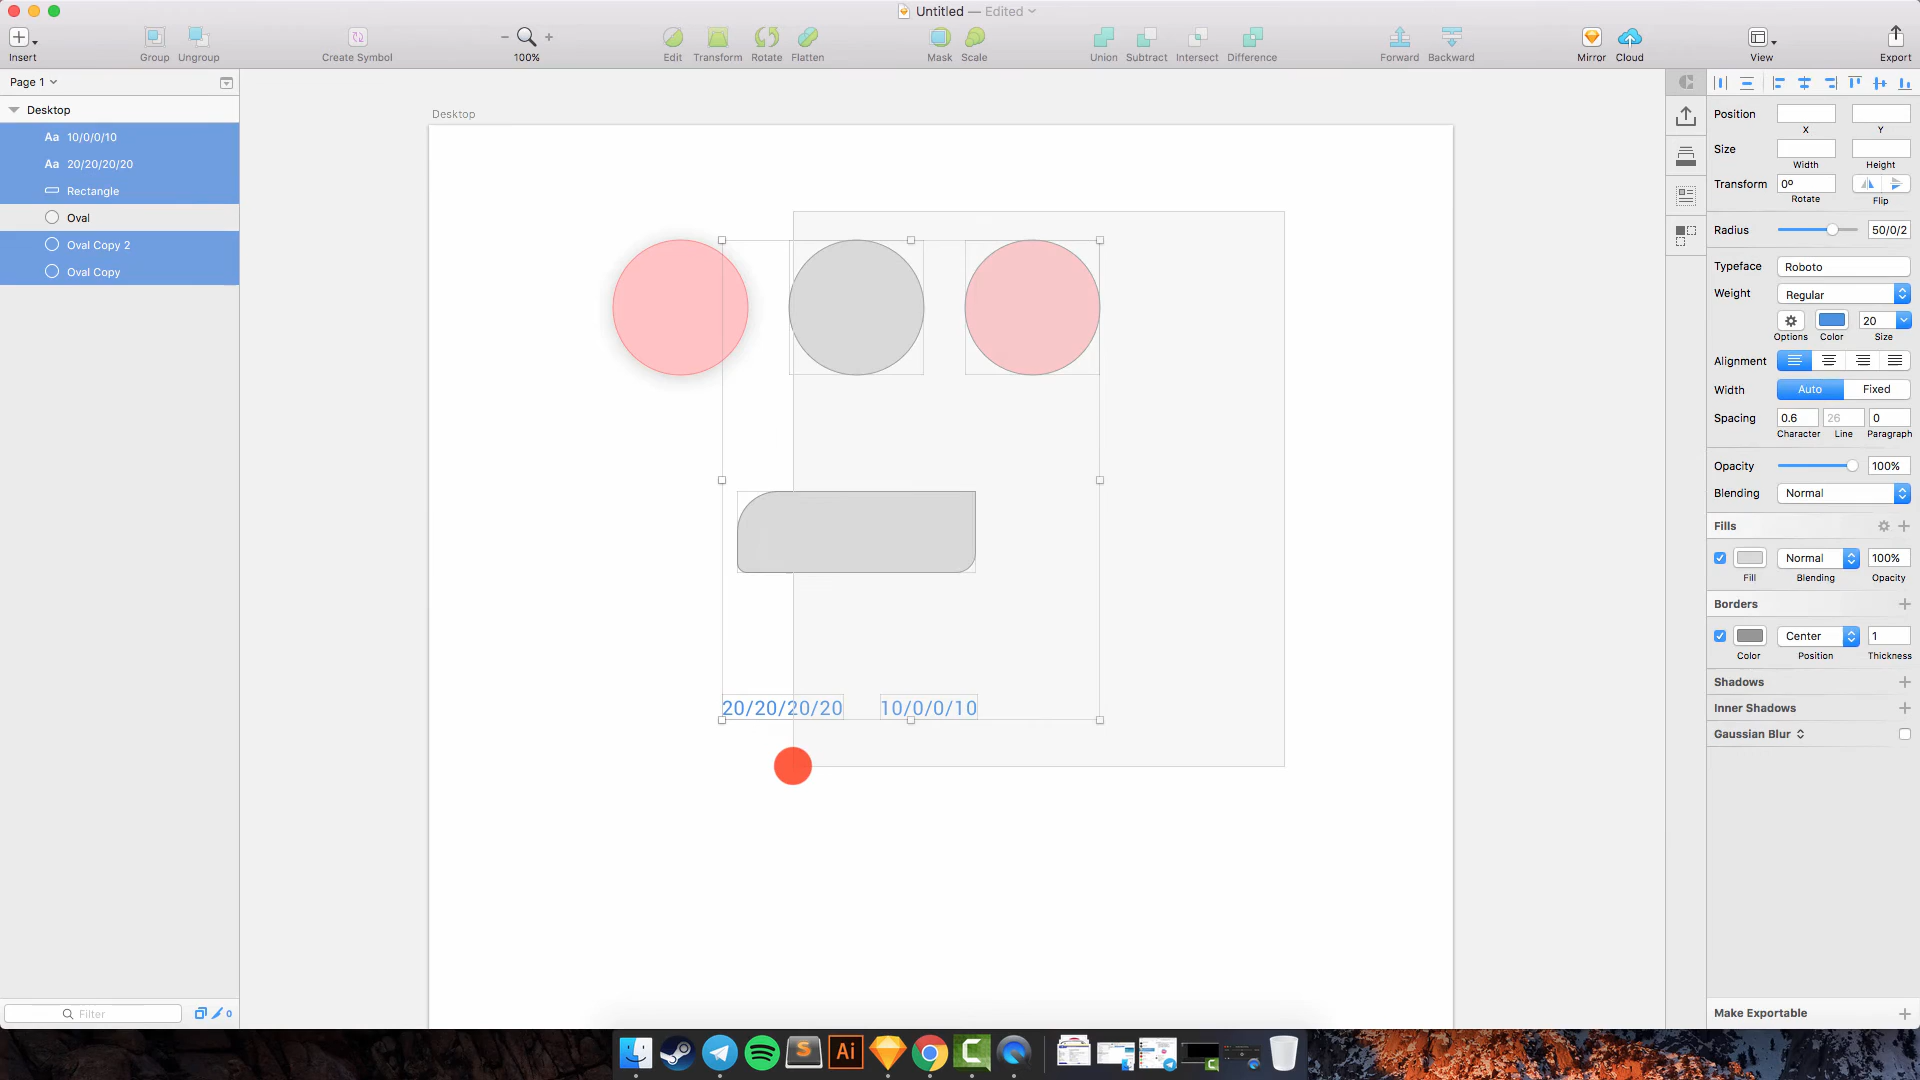 Untitled — Edited
Insert
Group
Ungroup
Create Symbol
100%
Edit
Transform
Rotate
Flatten
Mask
Scale
Union
Subtract
Intersect
Difference
Forward
Backward
Mirror
Cloud
View
Export
Page 1
Desktop
Aa 10/0/0/10
Aa 20/20/20/20
Rectangle
Oval
Oval Copy 2
Oval Copy
Filter
0
Desktop
20/20/20/20
10/0/0/10
Position
X
Y
Size
Width
Height
Transform
0º
Rotate
Flip
Radius
50/0/2
Typeface
Roboto
Weight
Regular
20
Options
Color
Size
Alignment
Width
Auto
Fixed
Spacing
0.6
26
0
Character
Line
Paragraph
Opacity
100%
Blending
Normal
Fills
Normal
100%
Fill
Blending
Opacity
Borders
Center
1
Color
Position
Thickness
Shadows
Inner Shadows
Gaussian Blur
Make Exportable
S
Ai
C